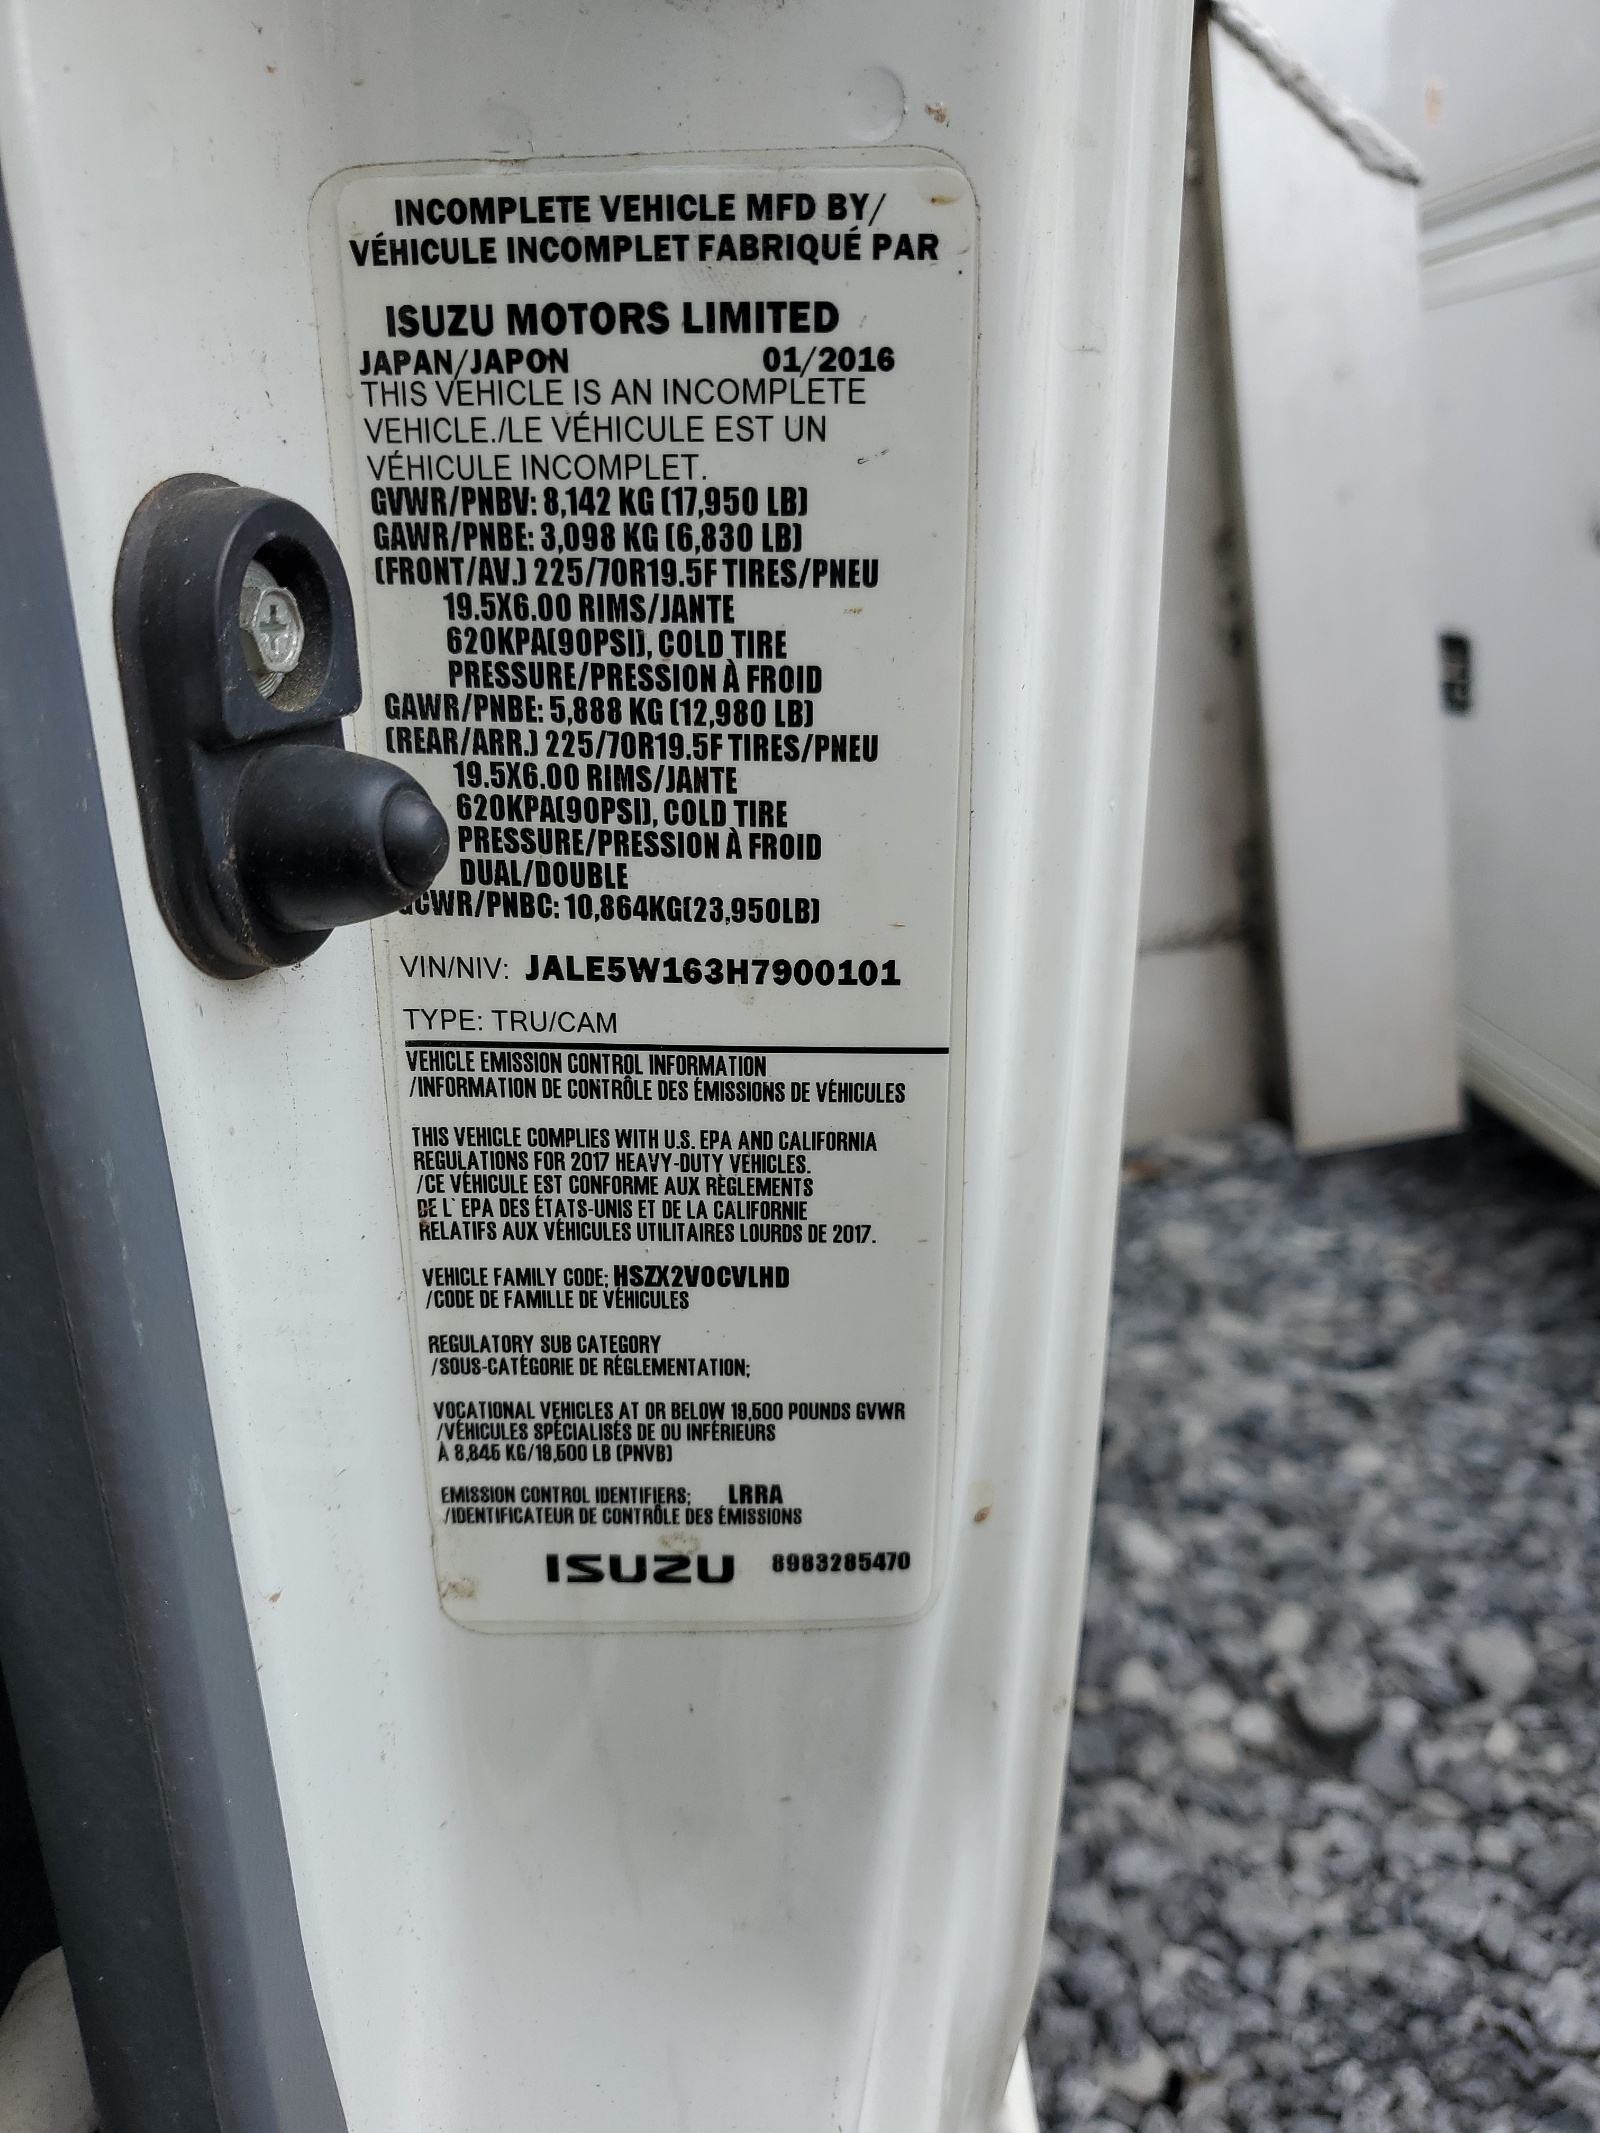 INCOMPLETE VEHICLE MFD BY/
VÉHICULE INCOMPLET FABRIQUÉ PAR
ISUZU MOTORS LIMITED
JAPAN/JAPON 01/2016
THIS VEHICLE IS AN INCOMPLETE
VEHICLE./LE VÉHICULE EST UN
VÉHICULE INCOMPLET.
GVWR/PNBV: 8,142 KG (17,950 LB)
GAWR/PNBE: 3,098 KG (6,830 LB)
(FRONT/AV.) 225/70R19.5F TIRES/PNEU
19.5X6.00 RIMS/JANTE
620KPA(90PSI), COLD TIRE
PRESSURE/PRESSION À FROID
GAWR/PNBE: 5,888 KG (12,980 LB)
(REAR/ARR.) 225/70R19.5F TIRES/PNEU
19.5X6.00 RIMS/JANTE
620KPA(90PSI), COLD TIRE
PRESSURE/PRESSION À FROID
DUAL/DOUBLE
GCWR/PNBC: 10,864KG(23,950LB)
VIN/NIV: JALE5W163H7900101
TYPE: TRU/CAM
VEHICLE EMISSION CONTROL INFORMATION
/INFORMATION DE CONTRÔLE DES ÉMISSIONS DE VÉHICULES
THIS VEHICLE COMPLIES WITH U.S. EPA AND CALIFORNIA
REGULATIONS FOR 2017 HEAVY-DUTY VEHICLES.
/CE VÉHICULE EST CONFORME AUX RÈGLEMENTS
DE L' EPA DES ÉTATS-UNIS ET DE LA CALIFORNIE
RELATIFS AUX VÉHICULES UTILITAIRES LOURDS DE 2017.
VEHICLE FAMILY CODE: HSZX2VOCVLHD
/CODE DE FAMILLE DE VÉHICULES
REGULATORY SUB CATEGORY
/SOUS-CATÉGORIE DE RÉGLEMENTATION;
VOCATIONAL VEHICLES AT OR BELOW 19,500 POUNDS GVWR
/VÉHICULES SPÉCIALISÉS DE OU INFÉRIEURS
À 8,845 KG/19,500 LB (PNVB)
EMISSION CONTROL IDENTIFIERS; LRRA
/IDENTIFICATEUR DE CONTRÔLE DES ÉMISSIONS
ISUZU 8983285470